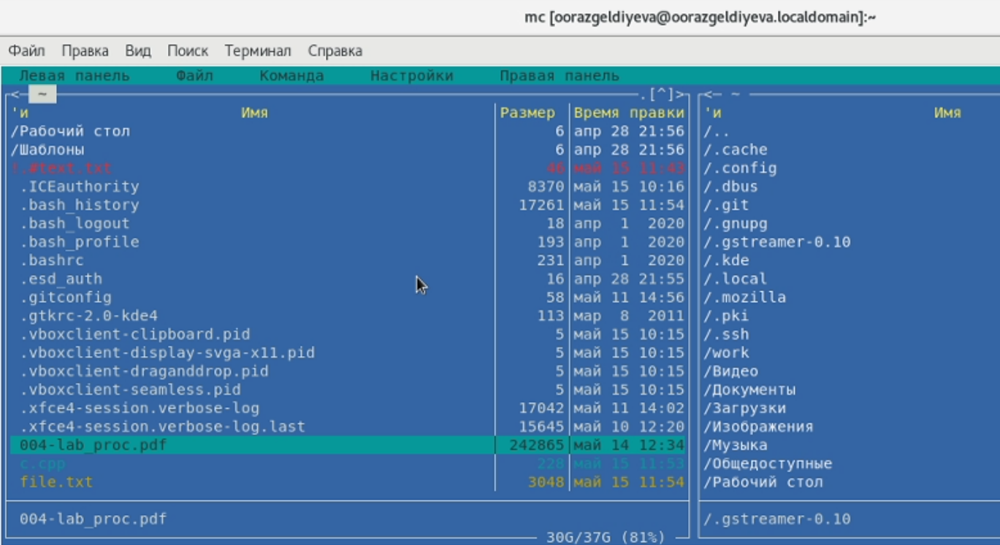 mc [oorazgeldiyeva@oorazgeldiyeva.localdomain]:~
Файл Правка Вид Поиск Терминал Справка
Левая панель Файл Команда Настройки Правая панель
<─ ~ .[^]>
'и Имя Размер Время правки
/Рабочий стол 6 апр 28 21:56
/Шаблоны 6 апр 28 21:56
!.#text.txt 46 май 15 11:43
.ICEauthority 8370 май 15 10:16
.bash_history 17261 май 15 11:54
.bash_logout 18 апр 1 2020
.bash_profile 193 апр 1 2020
.bashrc 231 апр 1 2020
.esd_auth 16 апр 28 21:55
.gitconfig 58 май 11 14:56
.gtkrc-2.0-kde4 113 мар 8 2011
.vboxclient-clipboard.pid 5 май 15 10:15
.vboxclient-display-svga-x11.pid 5 май 15 10:15
.vboxclient-draganddrop.pid 5 май 15 10:15
.vboxclient-seamless.pid 5 май 15 10:15
.xfce4-session.verbose-log 17042 май 11 14:02
.xfce4-session.verbose-log.last 15645 май 10 12:20
004-lab_proc.pdf 242865 май 14 12:34
c.cpp 228 май 15 11:53
file.txt 3048 май 15 11:54
004-lab_proc.pdf
30G/37G (81%)
<─ ~
'и Имя
/..
/.cache
/.config
/.dbus
/.git
/.gnupg
/.gstreamer-0.10
/.kde
/.local
/.mozilla
/.pki
/.ssh
/work
/Видео
/Документы
/Загрузки
/Изображения
/Музыка
/Общедоступные
/Рабочий стол
/.gstreamer-0.10